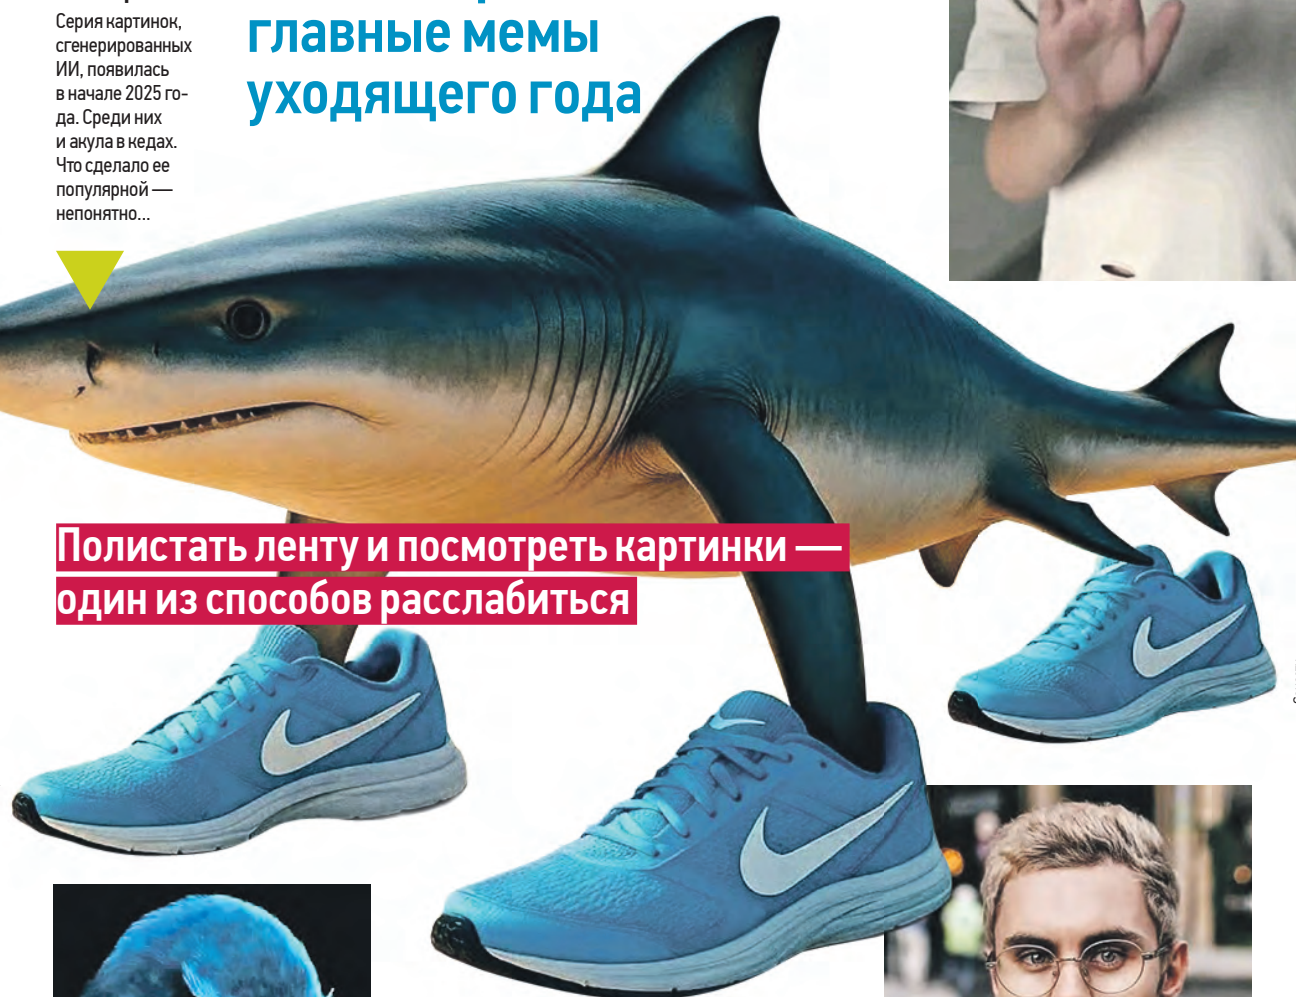 Серия картинок,
сгенерированных
ИИ, появилась
в начале 2025 го-
да. Среди них
и акула в кедах.
Что сделало ее
популярной —
непонятно...
главные мемы
уходящего года
Полистать ленту и посмотреть картинки —
один из способов расслабиться